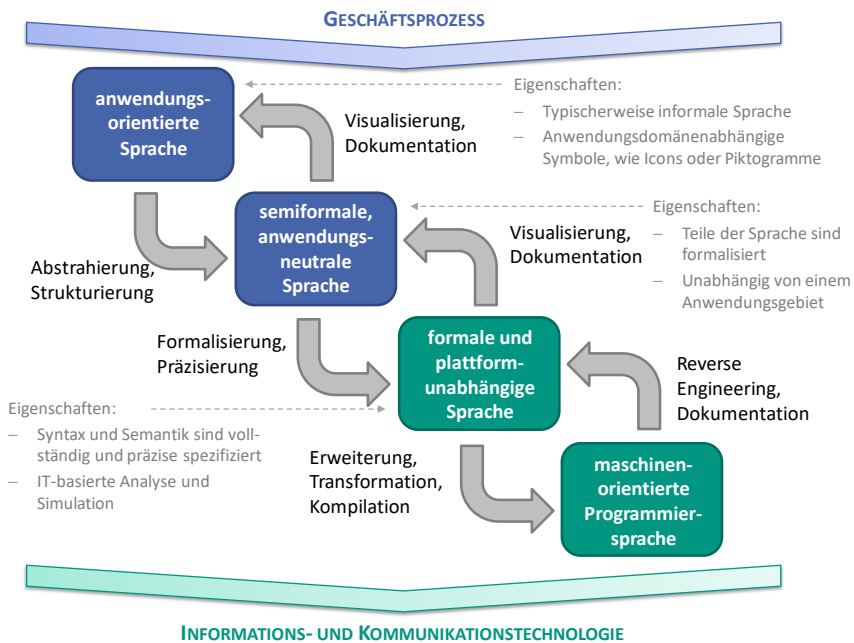 GESCHÄFTSPROZESS
anwendungs-
orientierte
Sprache
Visualisierung,
Dokumentation
Eigenschaften:
– Typischerweise informale Sprache
– Anwendungsdomänenabhängige
Symbole, wie Icons oder Piktogramme
Abstrahierung,
Strukturierung
semiformale,
anwendungs-
neutrale
Sprache
Visualisierung,
Dokumentation
Eigenschaften:
– Teile der Sprache sind
formalisiert
– Unabhängig von einem
Anwendungsgebiet
Formalisierung,
Präzisierung
formale und
plattform-
unabhängige
Sprache
Reverse
Engineering,
Dokumentation
Eigenschaften:
– Syntax und Semantik sind voll-
ständig und präzise spezifiziert
– IT-basierte Analyse und
Simulation
Erweiterung,
Transformation,
Kompilation
maschinen-
orientierte
Programmier-
sprache
INFORMATIONS- UND KOMMUNIKATIONSTECHNOLOGIE